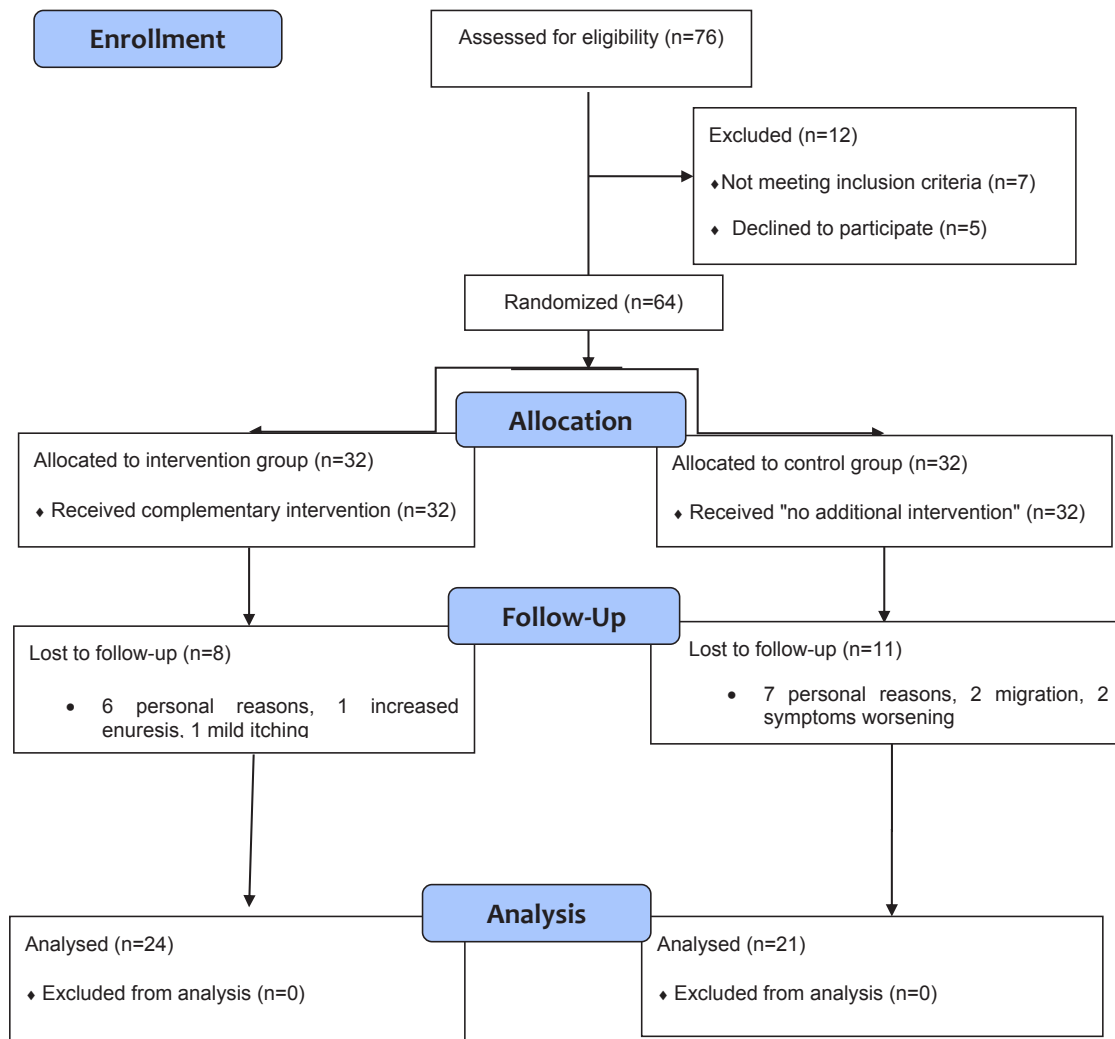 Enrollment
Assessed for eligibility (n=76)
Excluded (n=12)
♦Not meeting inclusion criteria (n=7)
♦ Declined to participate (n=5)
Randomized (n=64)
Allocation
Allocated to intervention group (n=32)
♦ Received complementary intervention (n=32)
Allocated to control group (n=32)
♦ Received "no additional intervention" (n=32)
Follow-Up
Lost to follow-up (n=8)
• 6 personal reasons, 1 increased
enuresis, 1 mild itching
Lost to follow-up (n=11)
• 7 personal reasons, 2 migration, 2
symptoms worsening
Analysis
Analysed (n=24)
♦ Excluded from analysis (n=0)
Analysed (n=21)
♦ Excluded from analysis (n=0)